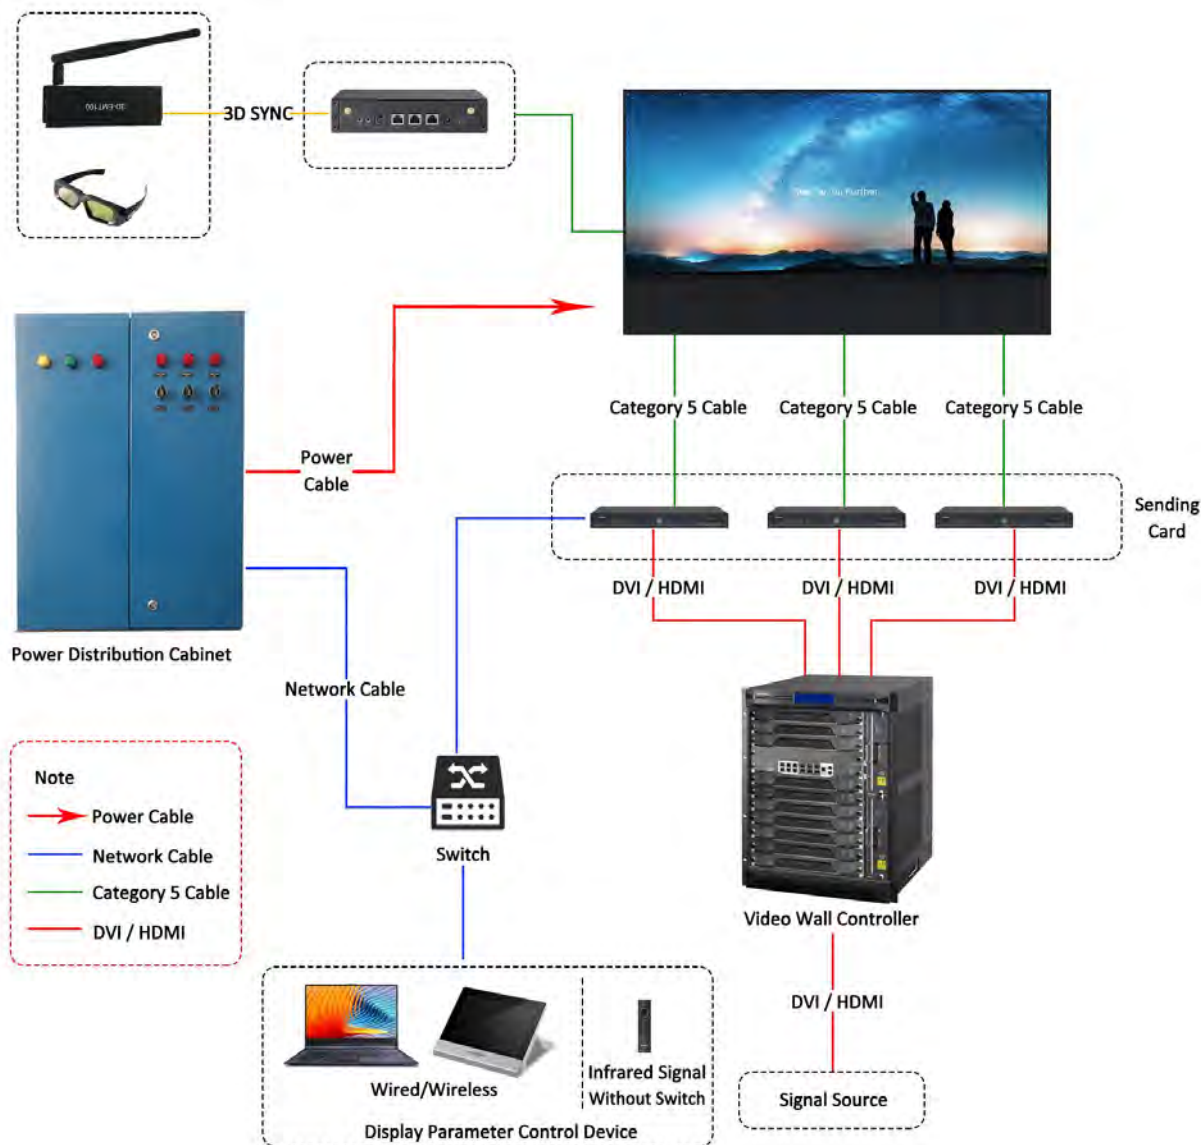 3D-EMT100
3D SYNC
Category 5 Cable
Category 5 Cable
Category 5 Cable
Power
Cable
Sending
Card
DVI / HDMI
DVI / HDMI
DVI / HDMI
Power Distribution Cabinet
Network Cable
Note
Power Cable
Network Cable
Category 5 Cable
DVI / HDMI
Switch
Video Wall Controller
DVI / HDMI
Wired/Wireless
Infrared Signal
Without Switch
Display Parameter Control Device
Signal Source